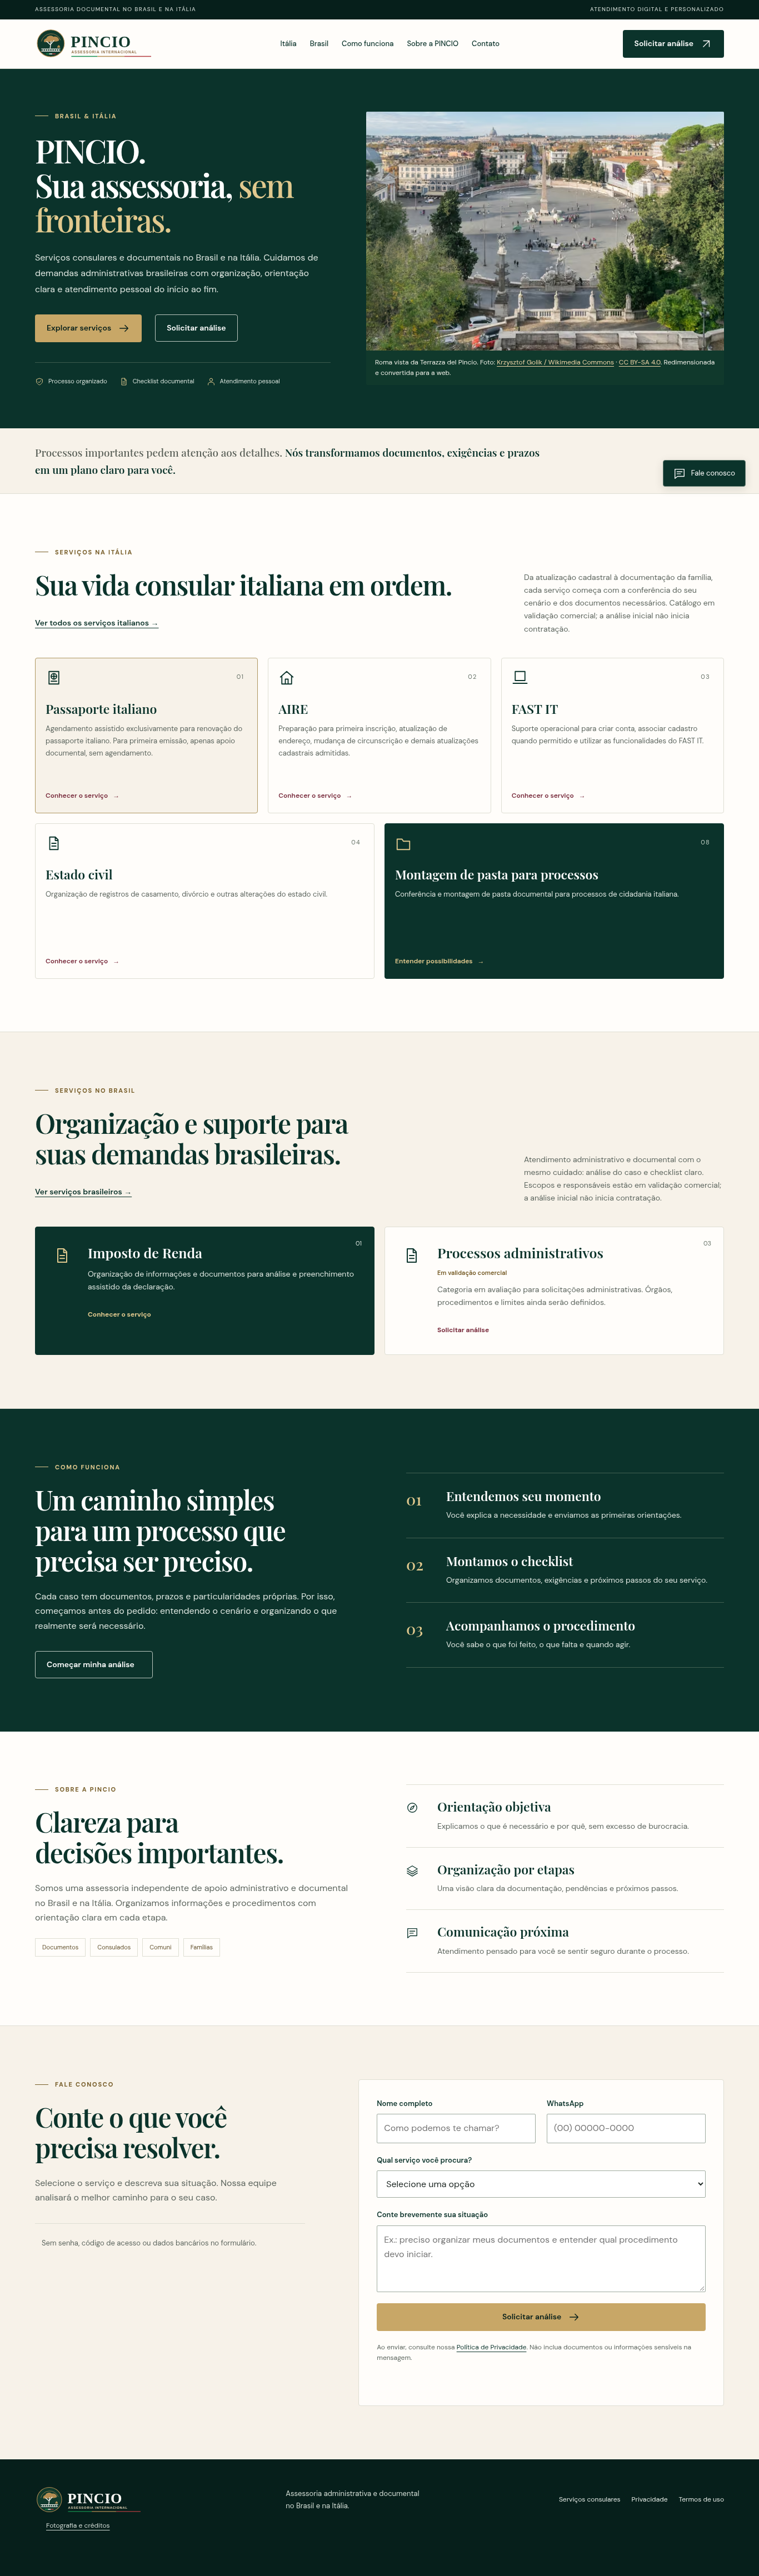 ASSESSORIA DOCUMENTAL NO BRASIL E NA ITÁLIA
ATENDIMENTO DIGITAL E PERSONALIZADO
PINCIO
ASSESSORIA INTERNACIONAL
Itália
Brasil
Como funciona
Sobre a PINCIO
Contato
Solicitar análise
BRASIL & ITÁLIA
PINCIO.
Sua assessoria, sem
fronteiras.
Serviços consulares e documentais no Brasil e na Itália. Cuidamos de
demandas administrativas brasileiras com organização, orientação
clara e atendimento pessoal do início ao fim.
Explorar serviços →
Solicitar análise
Processo organizado
Checklist documental
Atendimento pessoal
Roma vista da Terrazza del Pincio. Foto: Krzysztof Golik / Wikimedia Commons · CC BY-SA 4.0. Redimensionada
e convertida para a web.
Processos importantes pedem atenção aos detalhes. Nós transformamos documentos, exigências e prazos
em um plano claro para você.
Fale conosco
SERVIÇOS NA ITÁLIA
Sua vida consular italiana em ordem.
Ver todos os serviços italianos →
Da atualização cadastral à documentação da família,
cada serviço começa com a conferência do seu
cenário e dos documentos necessários. Catálogo em
validação comercial; a análise inicial não inicia
contratação.
01
Passaporte italiano
Agendamento assistido exclusivamente para renovação do
passaporte italiano. Para primeira emissão, apenas apoio
documental, sem agendamento.
Conhecer o serviço →
02
AIRE
Preparação para primeira inscrição, atualização de
endereço, mudança de circunscrição e demais atualizações
cadastrais admitidas.
Conhecer o serviço →
03
FAST IT
Suporte operacional para criar conta, associar cadastro
quando permitido e utilizar as funcionalidades do FAST IT.
Conhecer o serviço →
04
Estado civil
Organização de registros de casamento, divórcio e outras alterações do estado civil.
Conhecer o serviço →
08
Montagem de pasta para processos
Conferência e montagem de pasta documental para processos de cidadania italiana.
Entender possibilidades →
SERVIÇOS NO BRASIL
Organização e suporte para
suas demandas brasileiras.
Ver serviços brasileiros →
Atendimento administrativo e documental com o
mesmo cuidado: análise do caso e checklist claro.
Escopos e responsáveis estão em validação comercial;
a análise inicial não inicia contratação.
01
Imposto de Renda
Organização de informações e documentos para análise e preenchimento
assistido da declaração.
Conhecer o serviço
03
Processos administrativos
Em validação comercial
Categoria em avaliação para solicitações administrativas. Órgãos,
procedimentos e limites ainda serão definidos.
Solicitar análise
COMO FUNCIONA
Um caminho simples
para um processo que
precisa ser preciso.
Cada caso tem documentos, prazos e particularidades próprias. Por isso,
começamos antes do pedido: entendendo o cenário e organizando o que
realmente será necessário.
Começar minha análise
01
Entendemos seu momento
Você explica a necessidade e enviamos as primeiras orientações.
02
Montamos o checklist
Organizamos documentos, exigências e próximos passos do seu serviço.
03
Acompanhamos o procedimento
Você sabe o que foi feito, o que falta e quando agir.
SOBRE A PINCIO
Clareza para
decisões importantes.
Somos uma assessoria independente de apoio administrativo e documental
no Brasil e na Itália. Organizamos informações e procedimentos com
orientação clara em cada etapa.
Documentos
Consulados
Comuni
Famílias
Orientação objetiva
Explicamos o que é necessário e por quê, sem excesso de burocracia.
Organização por etapas
Uma visão clara da documentação, pendências e próximos passos.
Comunicação próxima
Atendimento pensado para você se sentir seguro durante o processo.
FALE CONOSCO
Conte o que você
precisa resolver.
Selecione o serviço e descreva sua situação. Nossa equipe
analisará o melhor caminho para o seu caso.
Sem senha, código de acesso ou dados bancários no formulário.
Nome completo
WhatsApp
Como podemos te chamar?
(00) 00000-0000
Qual serviço você procura?
Selecione uma opção
Conte brevemente sua situação
Ex.: preciso organizar meus documentos e entender qual procedimento
devo iniciar.
Solicitar análise →
Ao enviar, consulte nossa Política de Privacidade. Não inclua documentos ou informações sensíveis na
mensagem.
PINCIO
ASSESSORIA INTERNACIONAL
Fotografia e créditos
Assessoria administrativa e documental
no Brasil e na Itália.
Serviços consulares
Privacidade
Termos de uso